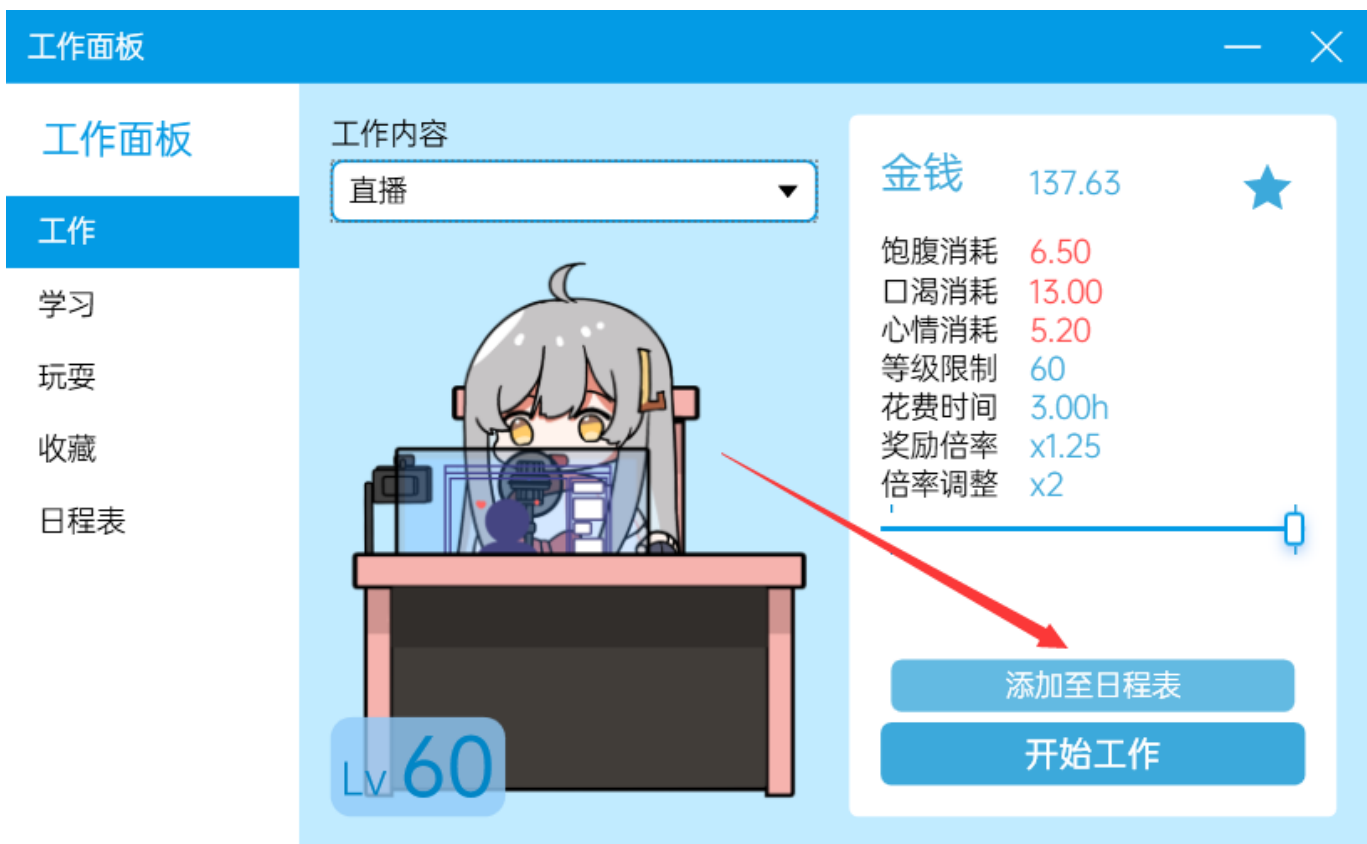 工作面板
工作面板
工作
学习
玩耍
收藏
日程表
工作内容
直播
Lv 60
金钱 137.63
饱腹消耗 6.50
口渴消耗 13.00
心情消耗 5.20
等级限制 60
花费时间 3.00h
奖励倍率 x1.25
倍率调整 x2
添加至日程表
开始工作